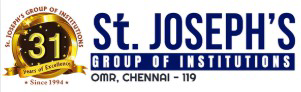 St. JOSEPH'S GROUP OF INSTITUTIONS
31
Years of Excellence
• Since 1994 •
St. JOSEPH'S
GROUP OF INSTITUTIONS
OMR, CHENNAI - 119